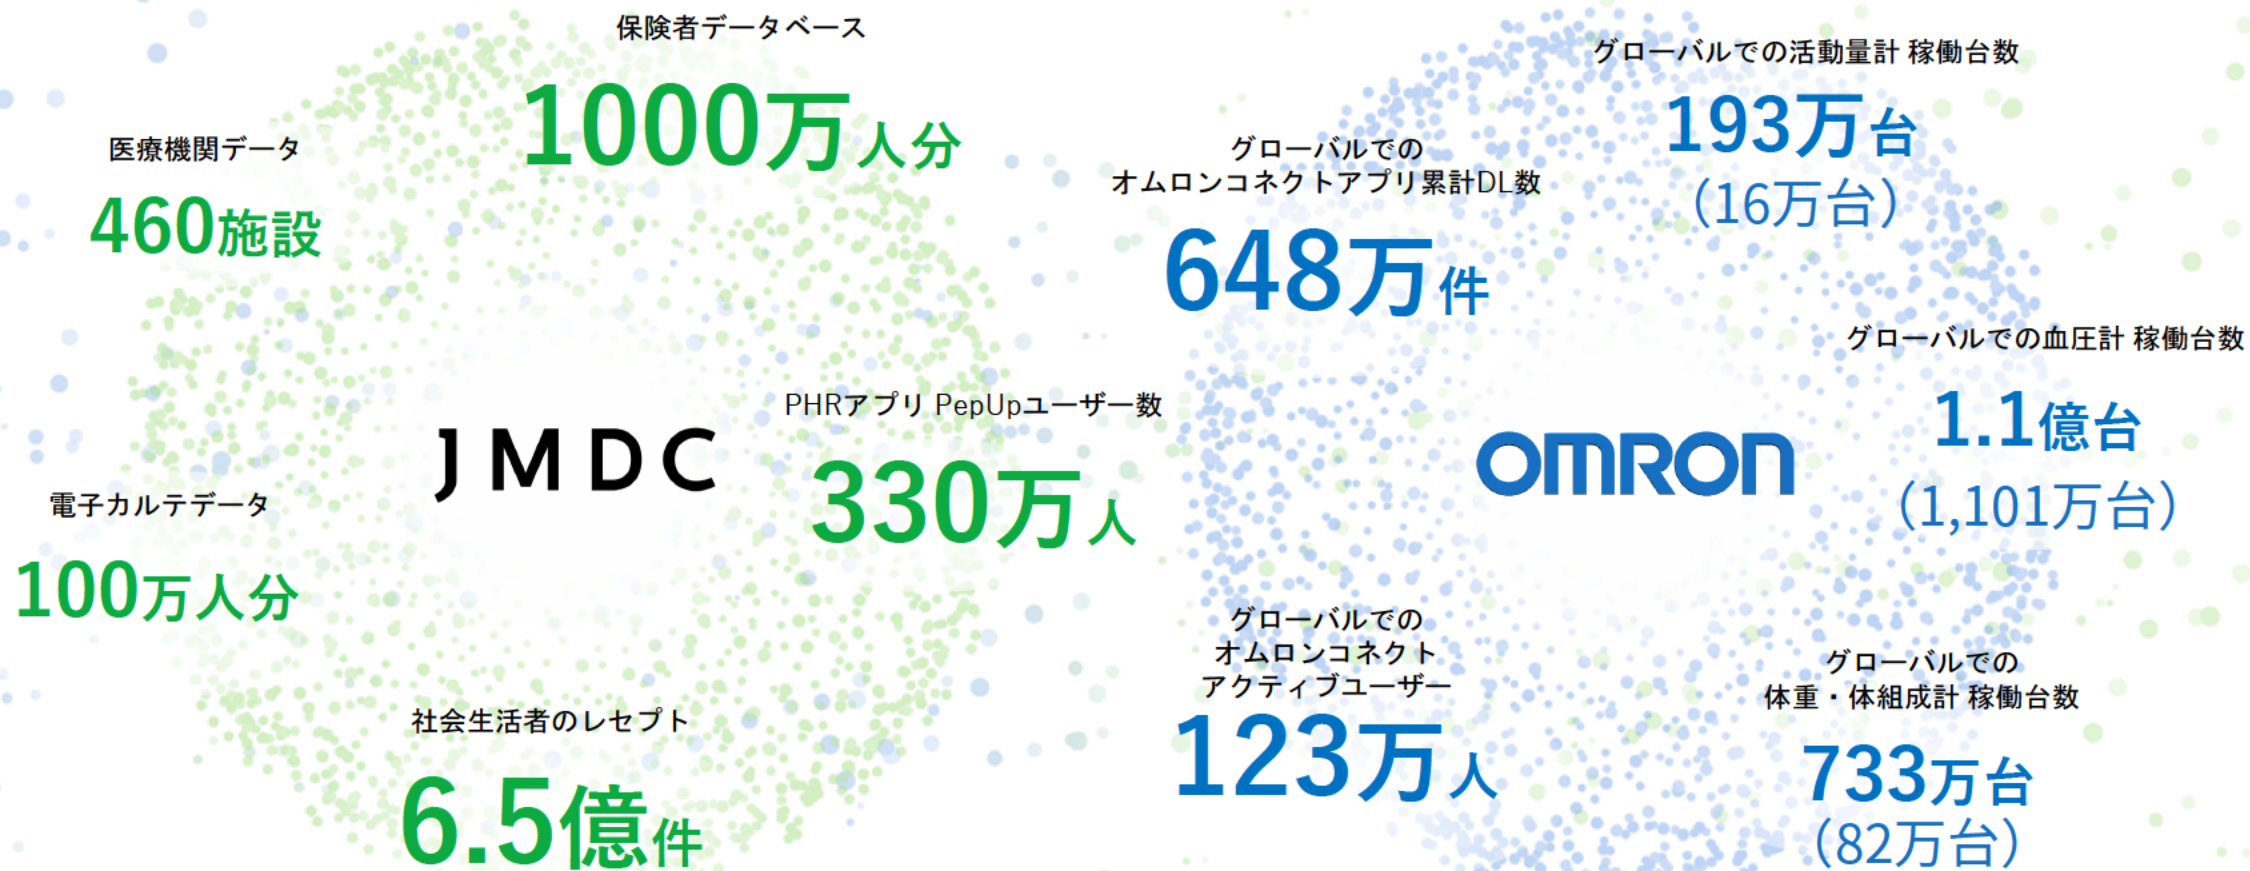 保険者データベース
1000万人分
医療機関データ
460施設
PHRアプリ PepUpユーザー数
330万人
JMDC
電子カルテデータ
100万人分
社会生活者のレセプト
6.5億件
グローバルでの活動量計 稼働台数
193万台
（16万台）
グローバルでの
オムロンコネクトアプリ累計DL数
648万件
グローバルでの血圧計 稼働台数
1.1億台
（1,101万台）
OMRON
グローバルでの
オムロンコネクト
アクティブユーザー
123万人
グローバルでの
体重・体組成計 稼働台数
733万台
（82万台）